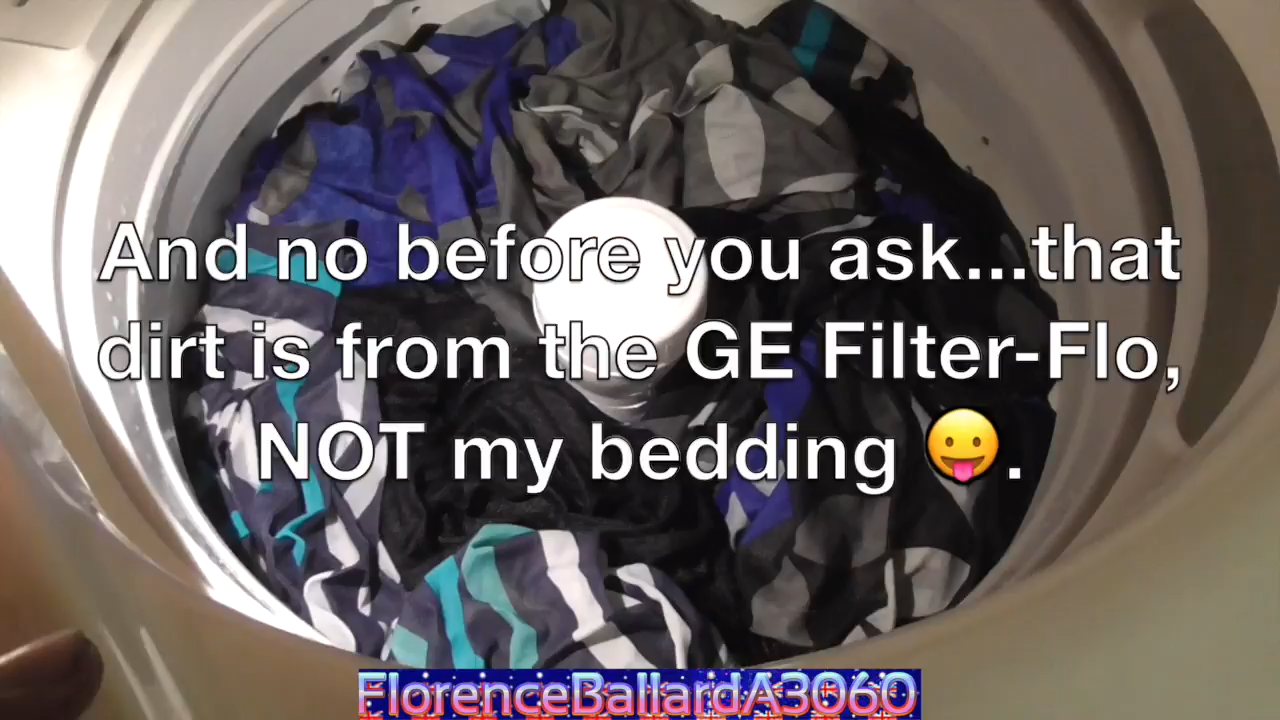 And no before you ask...that
dirt is from the GE Filter-Flo,
NOT my bedding 😛.
FlorenceBallardA3060